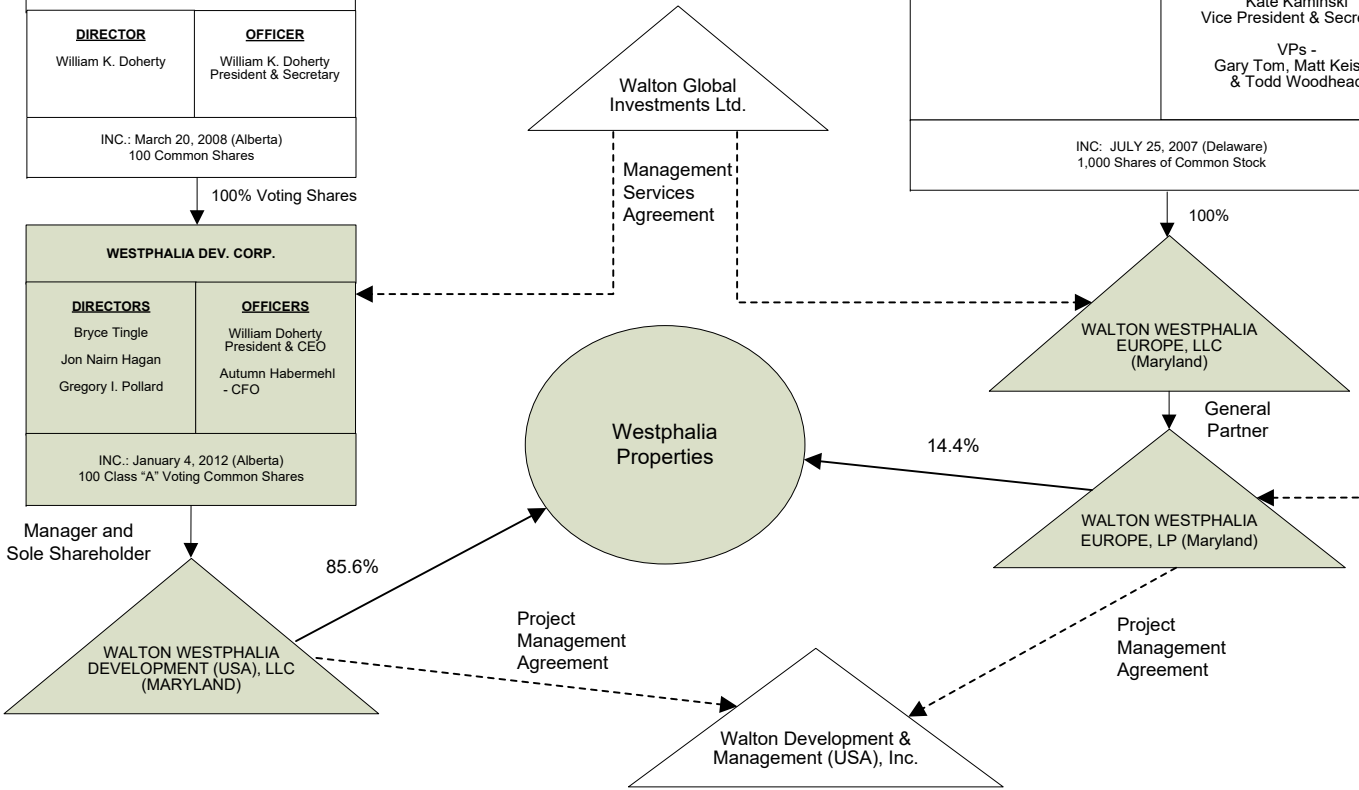 DIRECTOR
William K. Doherty
OFFICER
William K. Doherty
President & Secretary
INC.: March 20, 2008 (Alberta)
100 Common Shares
100% Voting Shares
WESTPHALIA DEV. CORP.
DIRECTORS
Bryce Tingle
Jon Nairn Hagan
Gregory I. Pollard
OFFICERS
William Doherty
President & CEO
Autumn Habermehl
- CFO
INC.: January 4, 2012 (Alberta)
100 Class “A” Voting Common Shares
Manager and
Sole Shareholder
WALTON WESTPHALIA
DEVELOPMENT (USA), LLC
(MARYLAND)
85.6%
Walton Global
Investments Ltd.
Management
Services
Agreement
Westphalia
Properties
14.4%
Project
Management
Agreement
Walton Development &
Management (USA), Inc.
Kate Kaminski
Vice President &
VPs -
Gary Tom, Matt
& Todd
INC: JULY 25, 2007 (Delaware)
1,000 Shares of Common Stock
100%
WALTON WESTPHALIA
EUROPE, LLC
(Maryland)
General
Partner
WALTON WESTPHALIA
EUROPE, LP (Maryland)
Project
Management
Agreement